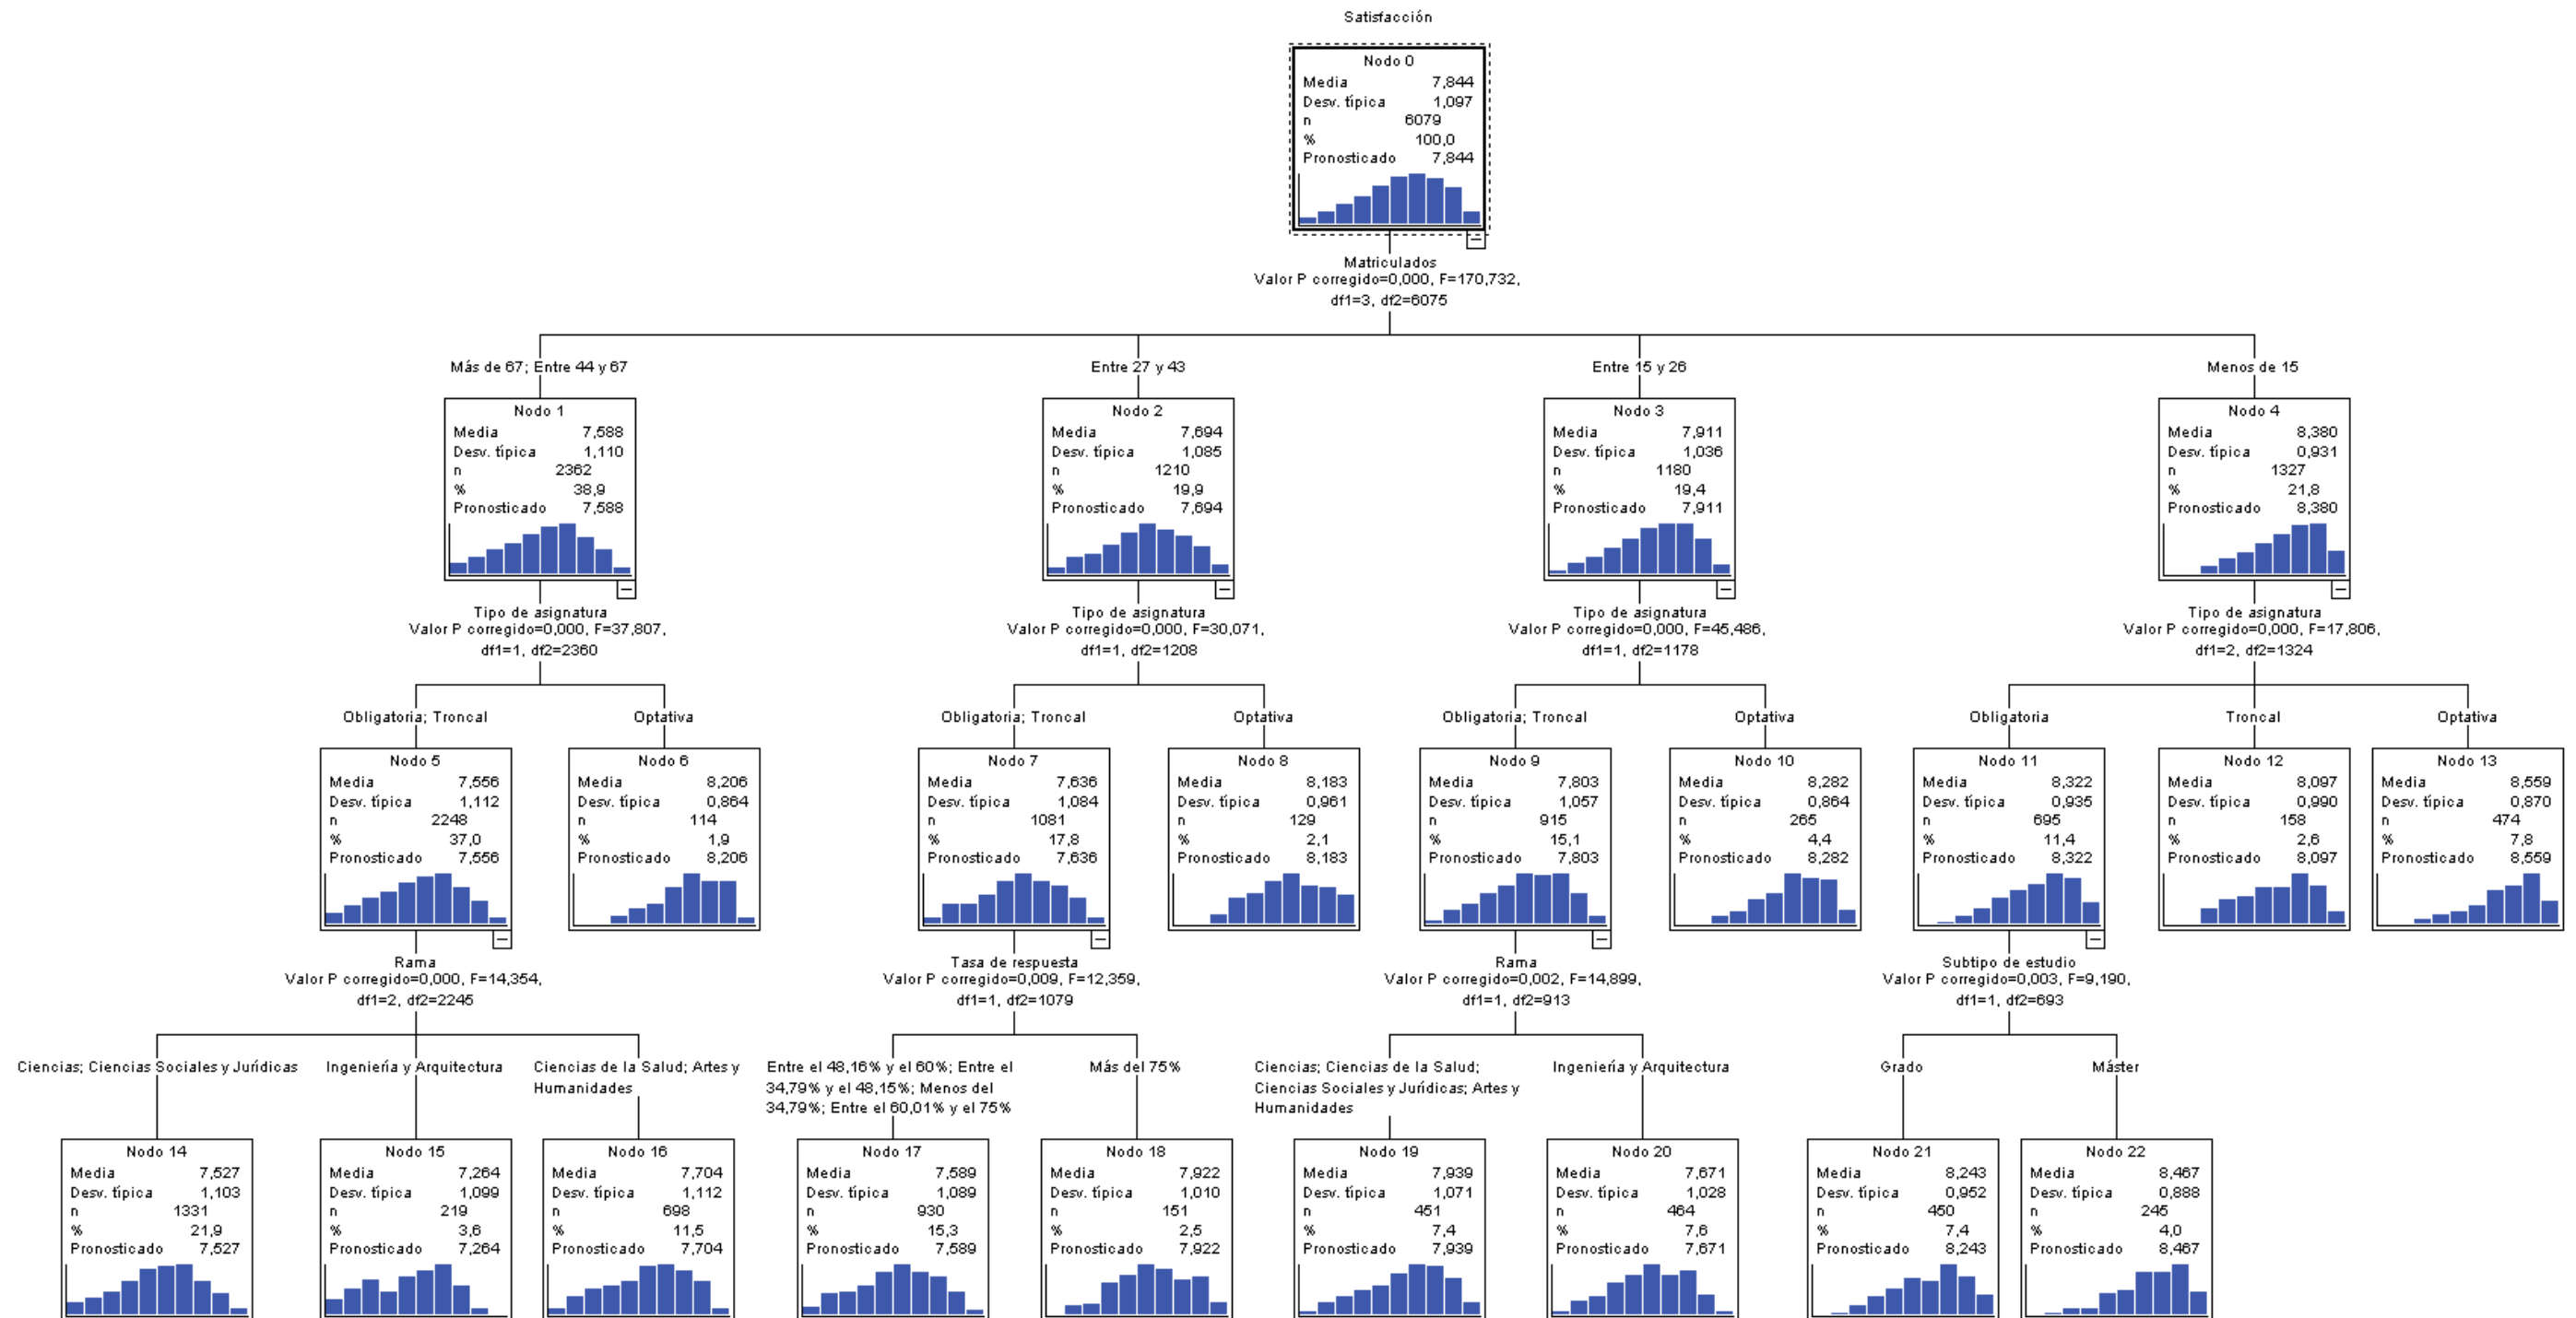 Satisfacción
Nodo 0
Media 7,844
Desv. típica 1,097
n 6079
% 100,0
Pronosticado 7,844
Matriculados
Valor P corregido=0,000, F=170,732,
df1=3, df2=6075
Más de 67; Entre 44 y 67
Entre 27 y 43
Entre 15 y 26
Menos de 15
Nodo 1
Media 7,588
Desv. típica 1,110
n 2362
% 38,9
Pronosticado 7,588
Nodo 2
Media 7,694
Desv. típica 1,085
n 1210
% 19,9
Pronosticado 7,694
Nodo 3
Media 7,911
Desv. típica 1,036
n 1180
% 19,4
Pronosticado 7,911
Nodo 4
Media 8,380
Desv. típica 0,931
n 1327
% 21,8
Pronosticado 8,380
Tipo de asignatura
Valor P corregido=0,000, F=37,807,
df1=1, df2=2360
Tipo de asignatura
Valor P corregido=0,000, F=30,071,
df1=1, df2=1208
Tipo de asignatura
Valor P corregido=0,000, F=45,486,
df1=1, df2=1178
Tipo de asignatura
Valor P corregido=0,000, F=17,806,
df1=2, df2=1324
Obligatoria; Troncal
Optativa
Obligatoria; Troncal
Optativa
Obligatoria; Troncal
Optativa
Obligatoria
Troncal
Optativa
Nodo 5
Media 7,556
Desv. típica 1,112
n 2248
% 37,0
Pronosticado 7,556
Nodo 6
Media 8,206
Desv. típica 0,864
n 114
% 1,9
Pronosticado 8,206
Nodo 7
Media 7,636
Desv. típica 1,084
n 1081
% 17,8
Pronosticado 7,636
Nodo 8
Media 8,183
Desv. típica 0,961
n 129
% 2,1
Pronosticado 8,183
Nodo 9
Media 7,803
Desv. típica 1,057
n 915
% 15,1
Pronosticado 7,803
Nodo 10
Media 8,282
Desv. típica 0,864
n 265
% 4,4
Pronosticado 8,282
Nodo 11
Media 8,322
Desv. típica 0,935
n 695
% 11,4
Pronosticado 8,322
Nodo 12
Media 8,097
Desv. típica 0,990
n 158
% 2,6
Pronosticado 8,097
Nodo 13
Media 8,559
Desv. típica 0,870
n 474
% 7,8
Pronosticado 8,559
Rama
Valor P corregido=0,000, F=14,354,
df1=2, df2=2245
Tasa de respuesta
Valor P corregido=0,009, F=12,359,
df1=1, df2=1079
Rama
Valor P corregido=0,002, F=14,899,
df1=1, df2=913
Subtipo de estudio
Valor P corregido=0,003, F=9,190,
df1=1, df2=693
Ciencias; Ciencias Sociales y Jurídicas
Ingeniería y Arquitectura
Ciencias de la Salud; Artes y
Humanidades
Entre el 48,16% y el 60%; Entre el
34,79% y el 48,15%; Menos del
34,79%; Entre el 60,01% y el 75%
Más del 75%
Ciencias; Ciencias de la Salud;
Ciencias Sociales y Jurídicas; Artes y
Humanidades
Ingeniería y Arquitectura
Grado
Máster
Nodo 14
Media 7,527
Desv. típica 1,103
n 1331
% 21,9
Pronosticado 7,527
Nodo 15
Media 7,264
Desv. típica 1,099
n 219
% 3,6
Pronosticado 7,264
Nodo 16
Media 7,704
Desv. típica 1,112
n 698
% 11,5
Pronosticado 7,704
Nodo 17
Media 7,589
Desv. típica 1,089
n 930
% 15,3
Pronosticado 7,589
Nodo 18
Media 7,922
Desv. típica 1,010
n 151
% 2,5
Pronosticado 7,922
Nodo 19
Media 7,939
Desv. típica 1,071
n 451
% 7,4
Pronosticado 7,939
Nodo 20
Media 7,671
Desv. típica 1,028
n 464
% 7,6
Pronosticado 7,671
Nodo 21
Media 8,243
Desv. típica 0,952
n 450
% 7,4
Pronosticado 8,243
Nodo 22
Media 8,467
Desv. típica 0,888
n 245
% 4,0
Pronosticado 8,467